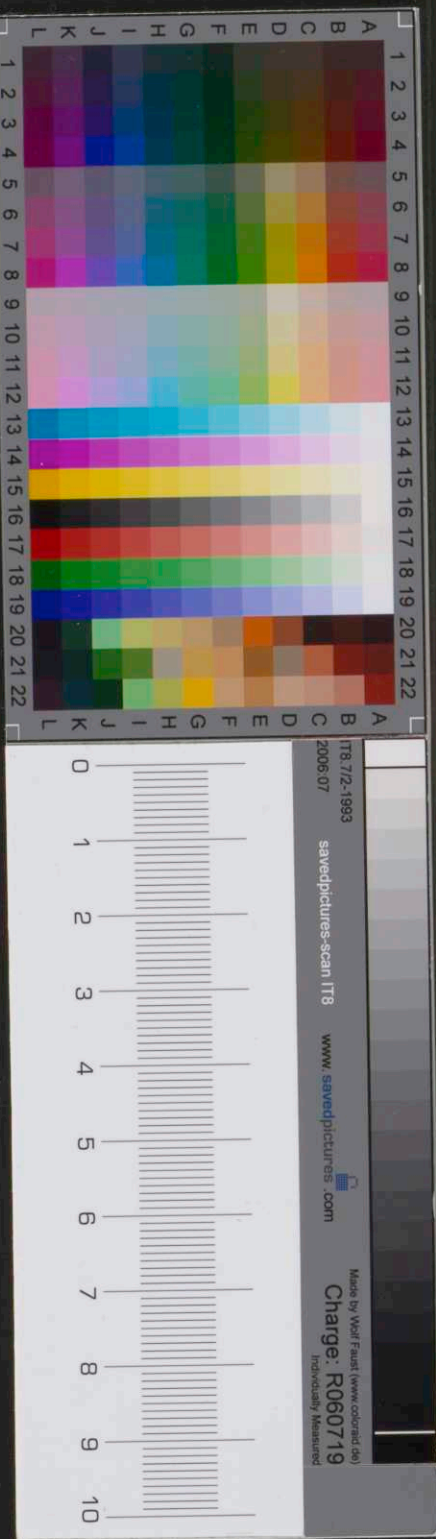 A B C D E F G H I J K L
1 2 3 4 5 6 7 8 9 10 11 12 13 14 15 16 17 18 19 20 21 22
1 2 3 4 5 6 7 8 9 10 11 12 13 14 15 16 17 18 19 20 21 22
A B C D E F G H I J K L
IT8.7/2-1993
2006:07
savedpictures-scan IT8
www.savedpictures.com
Made by Wolf Faust (www.coloraid.de)
Charge: R060719
Individually Measured
0 1 2 3 4 5 6 7 8 9 10